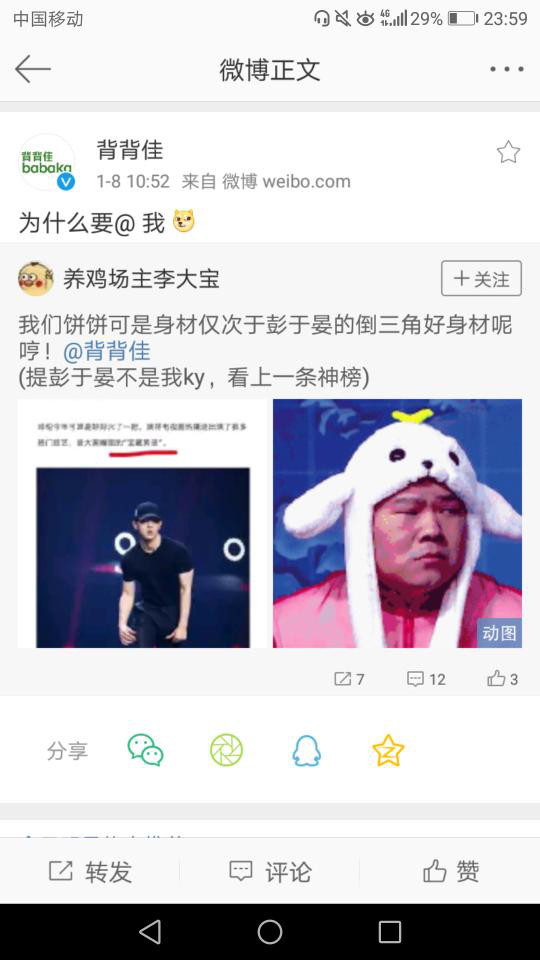 中国移动
4G
29%
23:59
微博正文
背背佳
babaka
背背佳
1-8 10:52 来自 微博 weibo.com
为什么要@ 我
养鸡场主李大宝
+关注
我们饼饼可是身材仅次于彭于晏的倒三角好身材呢
哼！@背背佳
(提彭于晏不是我ky，看上一条神榜)
动图
7
12
3
分享
转发
评论
赞